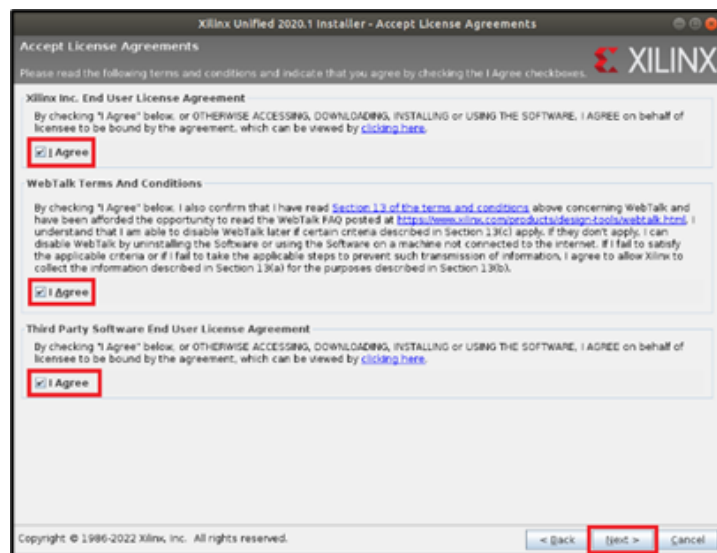 Xilinx Unified 2020.1 Installer - Accept License Agreements
Accept License Agreements
Please read the following terms and conditions and indicate that you agree by checking the I Agree checkboxes.
XILINX
Xilinx Inc. End User License Agreement
By checking "I Agree" below, or OTHERWISE ACCESSING, DOWNLOADING, INSTALLING or USING THE SOFTWARE, I AGREE on behalf of
licensee to be bound by the agreement, which can be viewed by clicking here.
I Agree
WebTalk Terms And Conditions
By checking "I Agree" below, I also confirm that I have read Section 13 of the terms and conditions above concerning WebTalk and
have been afforded the opportunity to read the WebTalk FAQ posted at https://www.xilinx.com/products/design-tools/webtalk.html. I
understand that I am able to disable WebTalk later if certain criteria described in Section 13(c) apply. If they don't apply, I can
disable WebTalk by uninstalling the Software or using the Software on a machine not connected to the internet. If I fail to satisfy
the applicable criteria or if I fail to take the applicable steps to prevent such transmission of information, I agree to allow Xilinx to
collect the information described in Section 13(a) for the purposes described in Section 13(b).
I Agree
Third Party Software End User License Agreement
By checking "I Agree" below, or OTHERWISE ACCESSING, DOWNLOADING, INSTALLING or USING THE SOFTWARE, I AGREE on behalf of
licensee to be bound by the agreement, which can be viewed by clicking here.
I Agree
Copyright © 1986-2022 Xilinx, Inc. All rights reserved.
< Back
Next >
Cancel